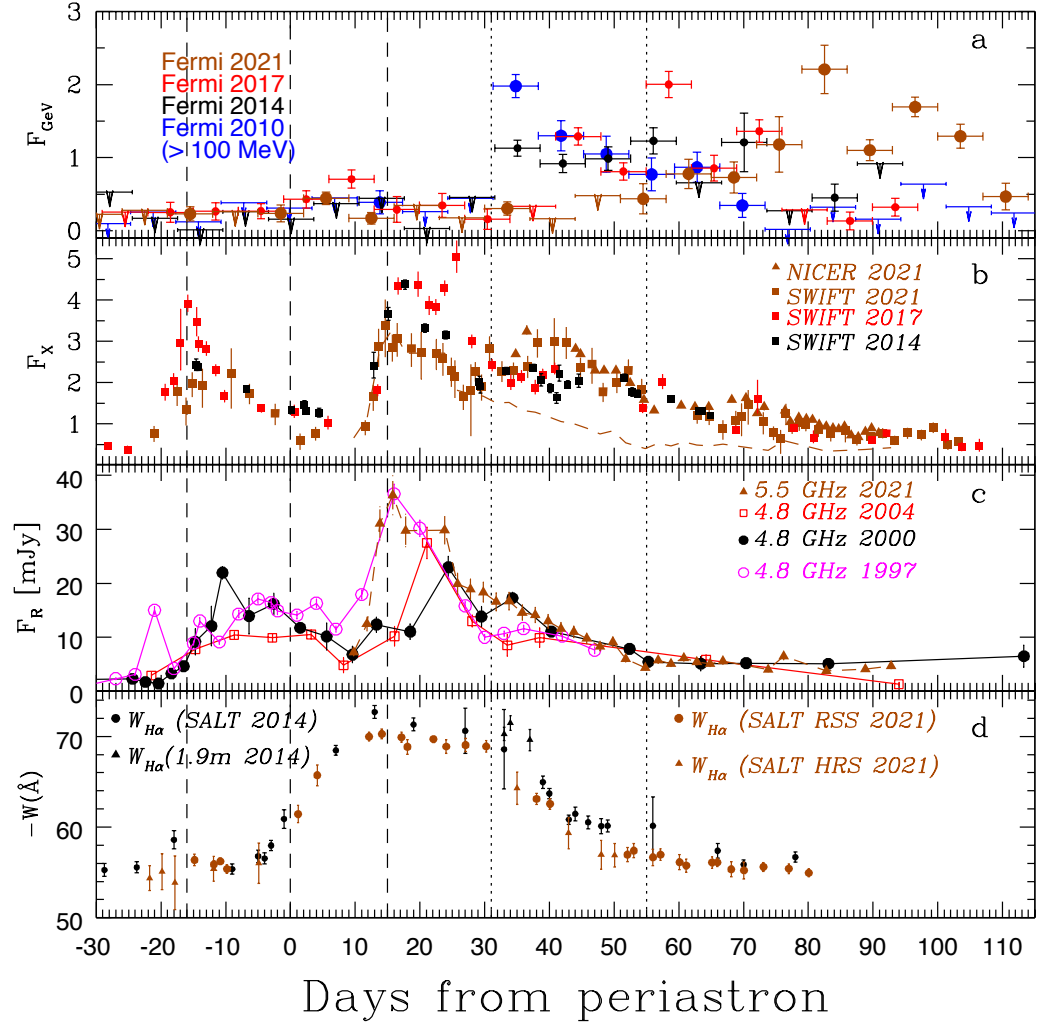 a
Fermi 2021
Fermi 2017
Fermi 2014
Fermi 2010
(> 100 MeV)
F_GeV
3
2
1
0
b
NICER 2021
SWIFT 2021
SWIFT 2017
SWIFT 2014
F_X
5
4
3
2
1
0
c
5.5 GHz 2021
4.8 GHz 2004
4.8 GHz 2000
4.8 GHz 1997
F_R [mJy]
40
30
20
10
0
d
W_Hα (SALT 2014)
W_Hα (1.9m 2014)
W_Hα (SALT RSS 2021)
W_Hα (SALT HRS 2021)
−W(Å)
70
60
50
-30 -20 -10 0 10 20 30 40 50 60 70 80 90 100 110
Days from periastron